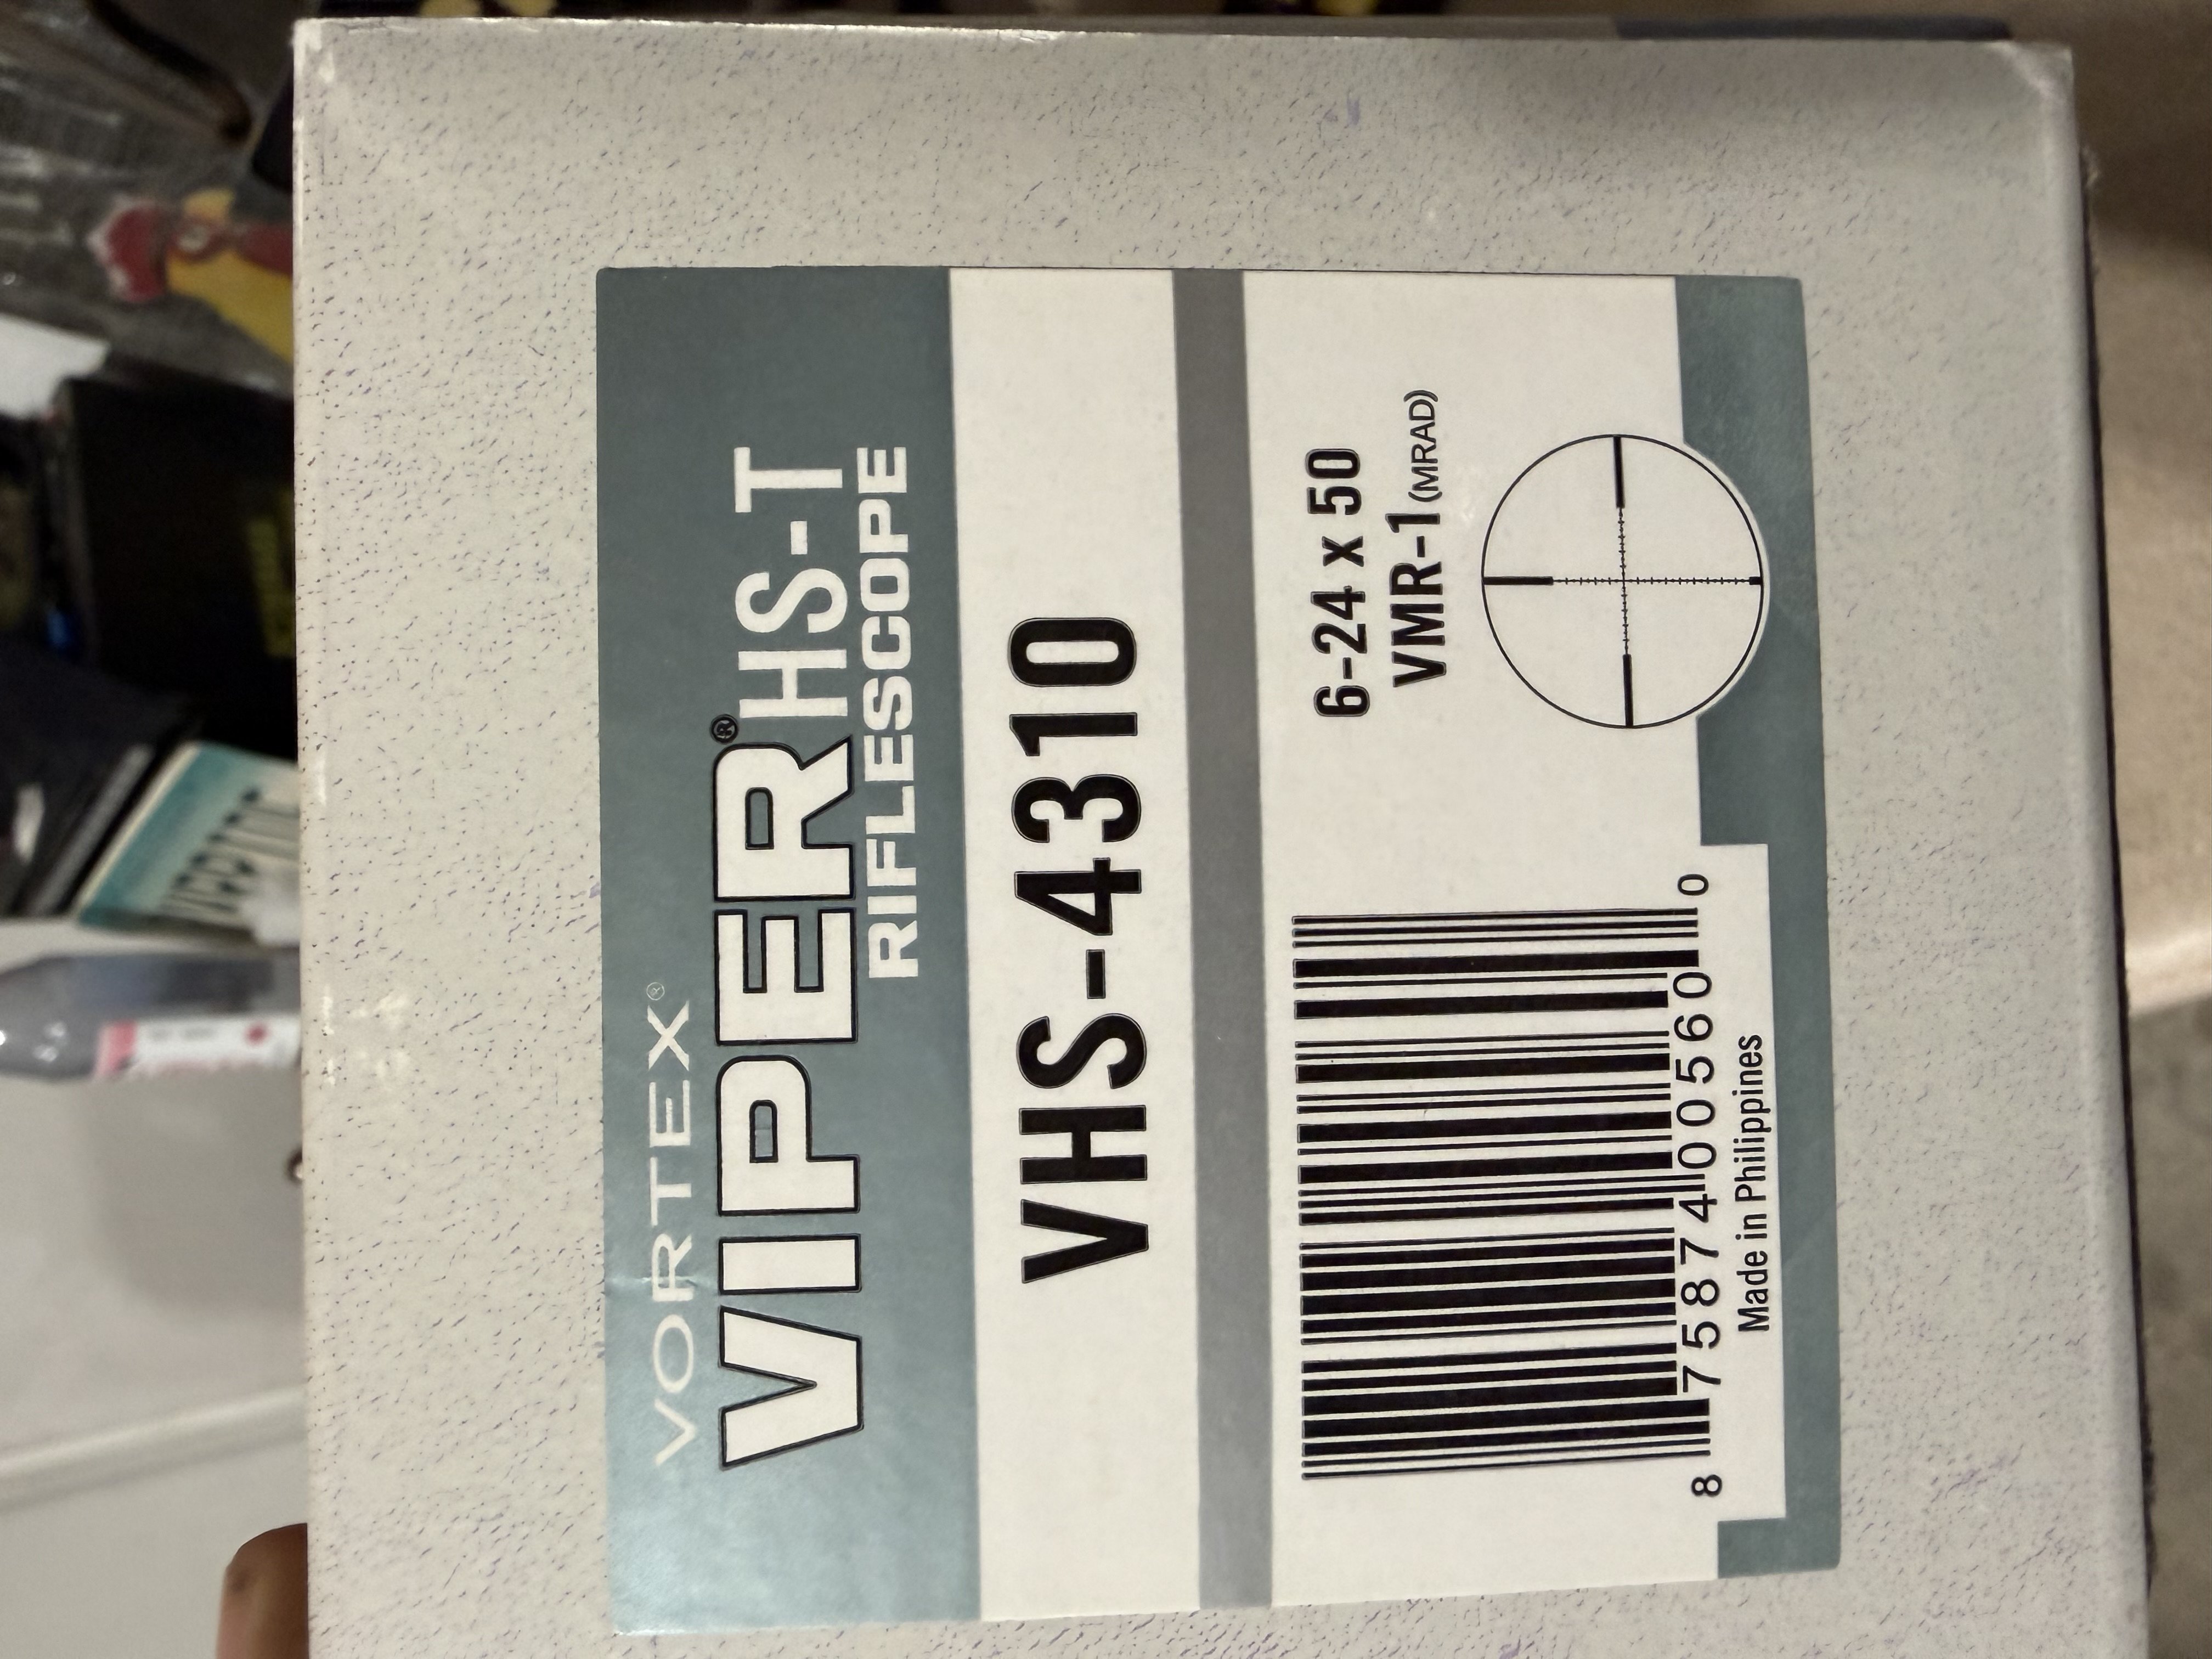 VORTEX®
VIPER® HS-T
RIFLESCOPE
VHS-4310
6-24 x 50
VMR-1 (MRAD)
8 75874 00560 0
Made in Philippines